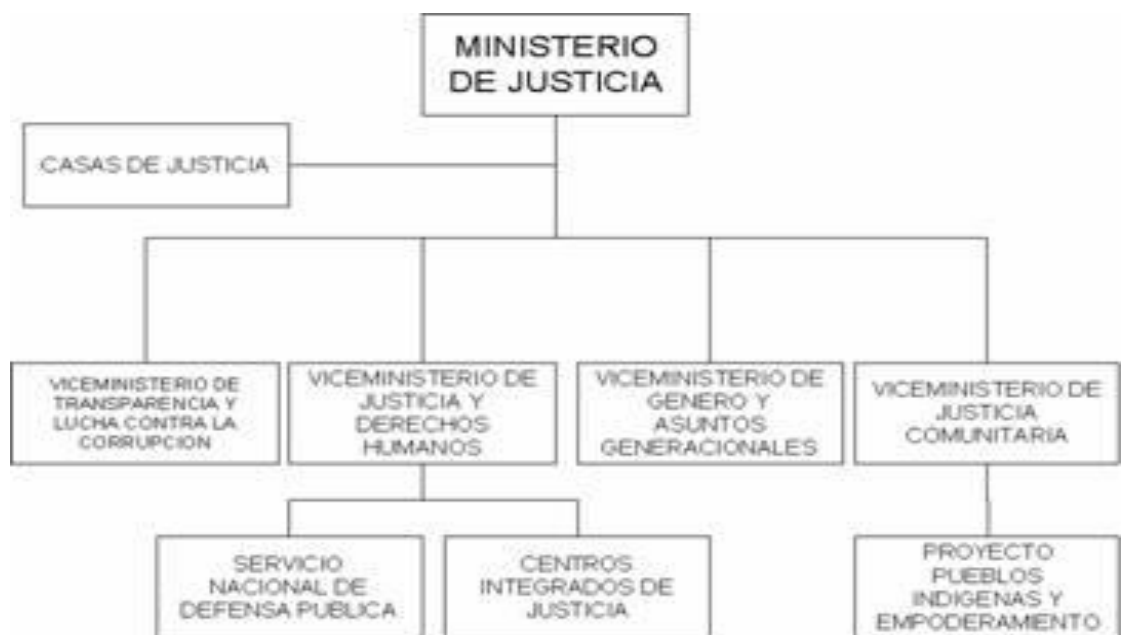 MINISTERIO
DE JUSTICIA
CASAS DE JUSTICIA
VICEMINISTERIO DE
TRANSPARENCIA Y
LUCHA CONTRA LA
CORRUPCION
VICEMINISTERIO DE
JUSTICIA Y
DERECHOS
HUMANOS
VICEMINISTERIO DE
GENERO Y
ASUNTOS
GENERACIONALES
VICEMINISTERIO DE
JUSTICIA
COMUNITARIA
SERVICIO
NACIONAL DE
DEFENSA PUBLICA
CENTROS
INTEGRADOS DE
JUSTICIA
PROYECTO
PUEBLOS
INDIGENAS Y
EMPODERAMIENTO